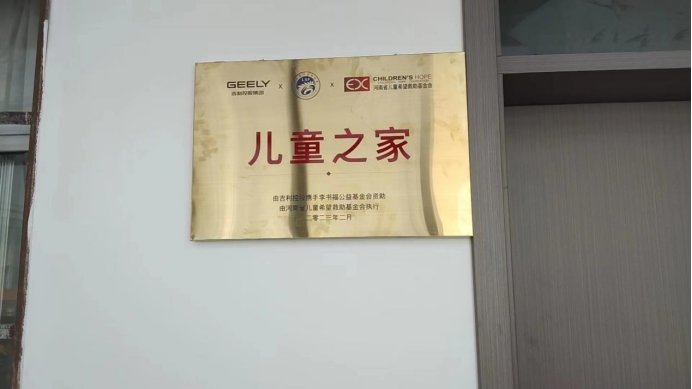 GEELY
吉利控股集团
X
X
CHILDREN'S HOPE
河南省儿童希望救助基金会
儿童之家
由吉利控股携手李书福公益基金会资助
由河南省儿童希望救助基金会执行
二零二三年二月